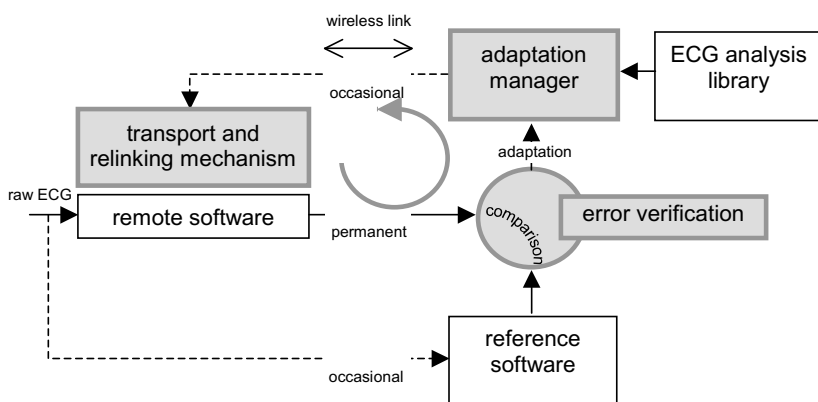 wireless link
adaptation
manager
ECG analysis
library
occasional
transport and
relinking mechanism
adaptation
raw ECG
remote software
permanent
comparison
error verification
reference
software
occasional